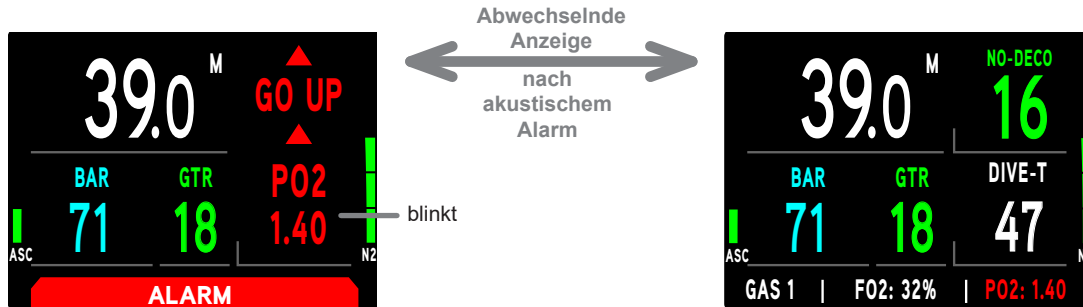 39.0 M
GO UP
BAR
71
GTR
18
PO2
1.40
ASC
N2
ALARM
Abwechselnde
Anzeige
nach
akustischem
Alarm
blinkt
39.0 M
NO-DECO
16
BAR
71
GTR
18
DIVE-T
47
ASC
N
GAS 1 | FO2: 32% | PO2: 1.40